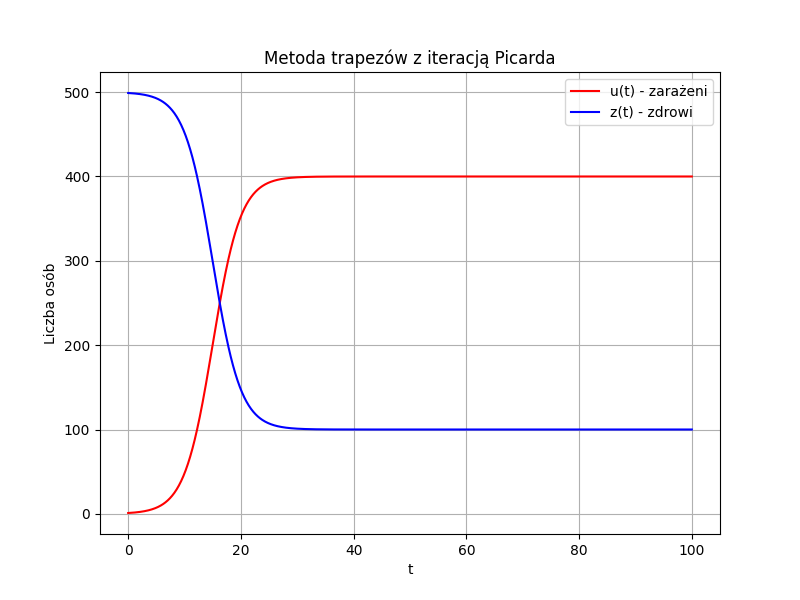 Metoda trapezów z iteracją Picarda
u(t) - zarażeni
z(t) - zdrowi
500
400
300
200
100
0
Liczba osób
0 20 40 60 80 100
t